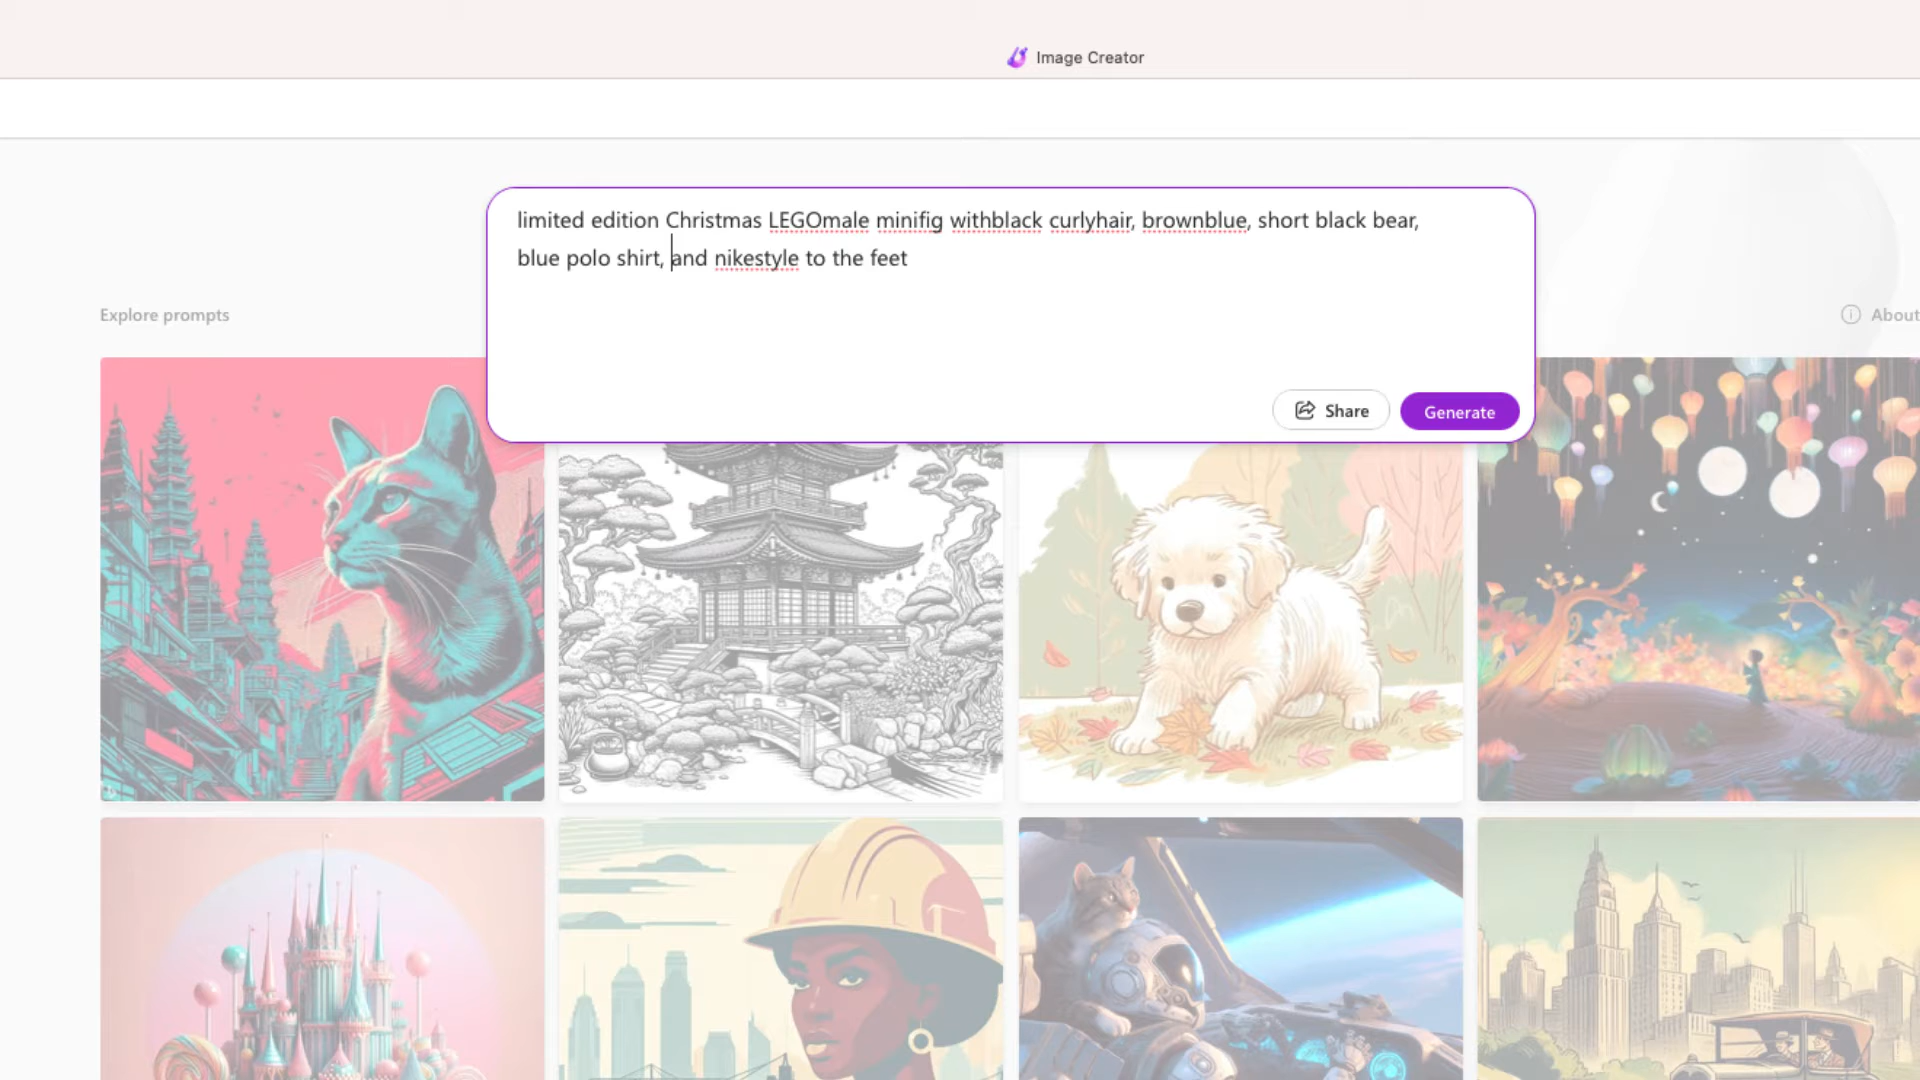 Image Creator
limited edition Christmas LEGOmale minifig withblack curlyhair, brownblue, short black bear,
blue polo shirt, and nikestyle to the feet
Share
Generate
Explore prompts
About